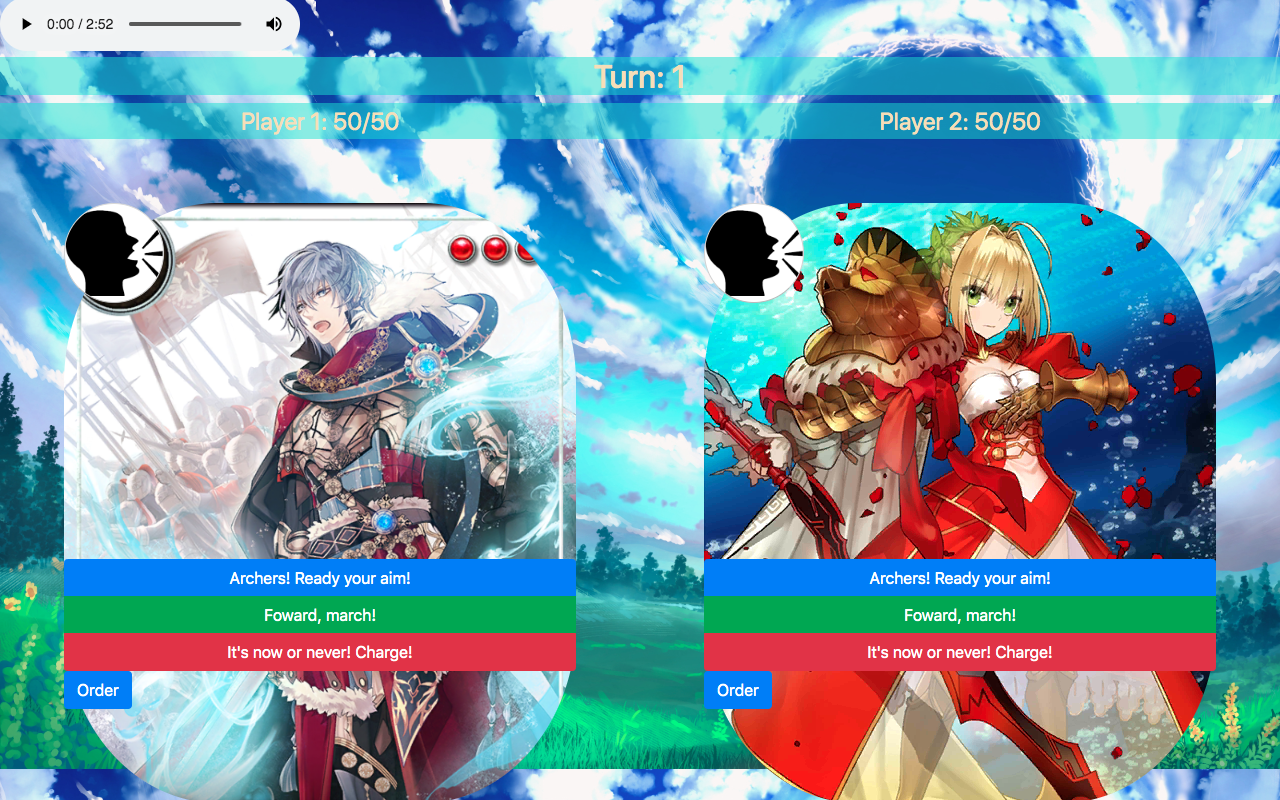 0:00 / 2:52
Turn: 1
Player 1: 50/50
Player 2: 50/50
Archers! Ready your aim!
Foward, march!
It's now or never! Charge!
Order
Archers! Ready your aim!
Foward, march!
It's now or never! Charge!
Order